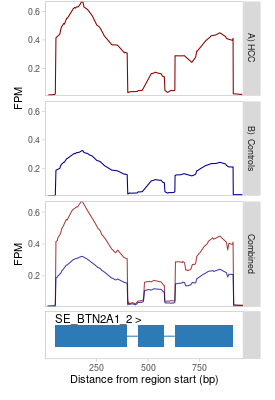 0.6
0.4
0.2
A) HCC
FPM
0.6
0.4
0.2
B) Controls
0.6
0.4
0.2
FPM
Combined
SE_BTN2A1_2 >
250 500 750
Distance from region start (bp)